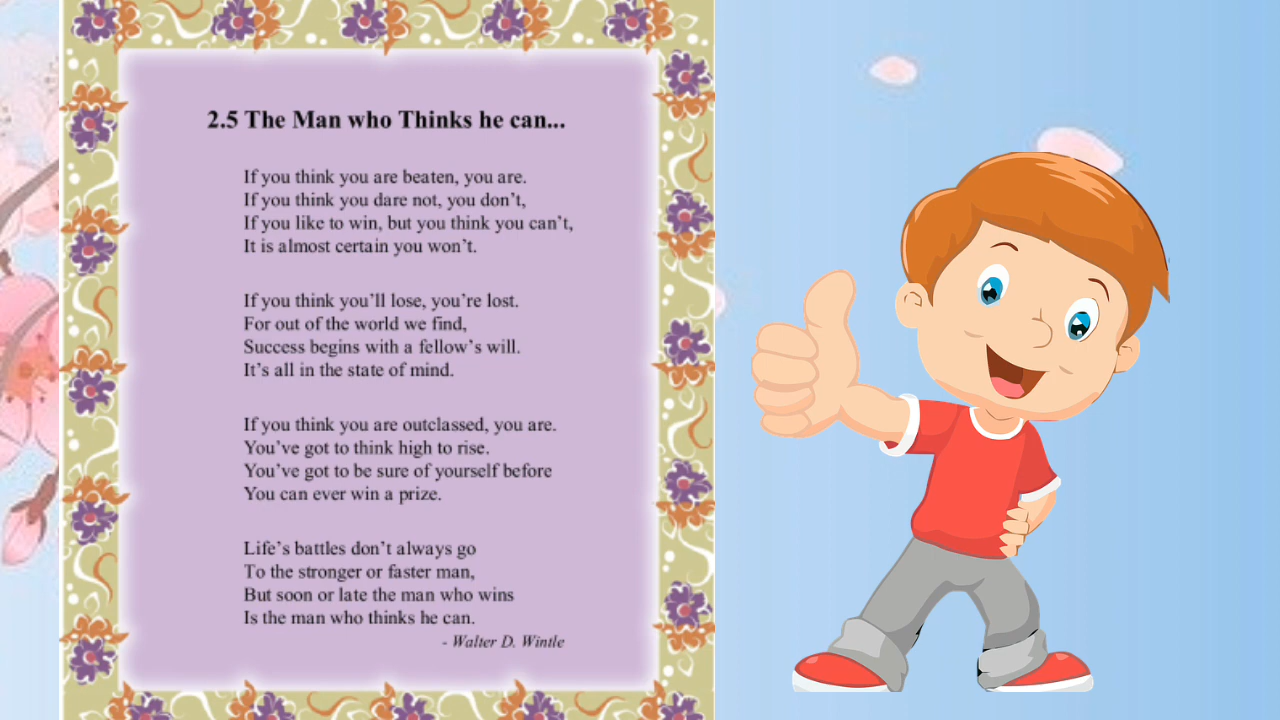 2.5 The Man who Thinks he can...
If you think you are beaten, you are.
If you think you dare not, you don't,
If you like to win, but you think you can't,
It is almost certain you won't.
If you think you'll lose, you're lost.
For out of the world we find,
Success begins with a fellow's will.
It's all in the state of mind.
If you think you are outclassed, you are.
You've got to think high to rise.
You've got to be sure of yourself before
You can ever win a prize.
Life's battles don't always go
To the stronger or faster man,
But soon or late the man who wins
Is the man who thinks he can.
- Walter D. Wintle